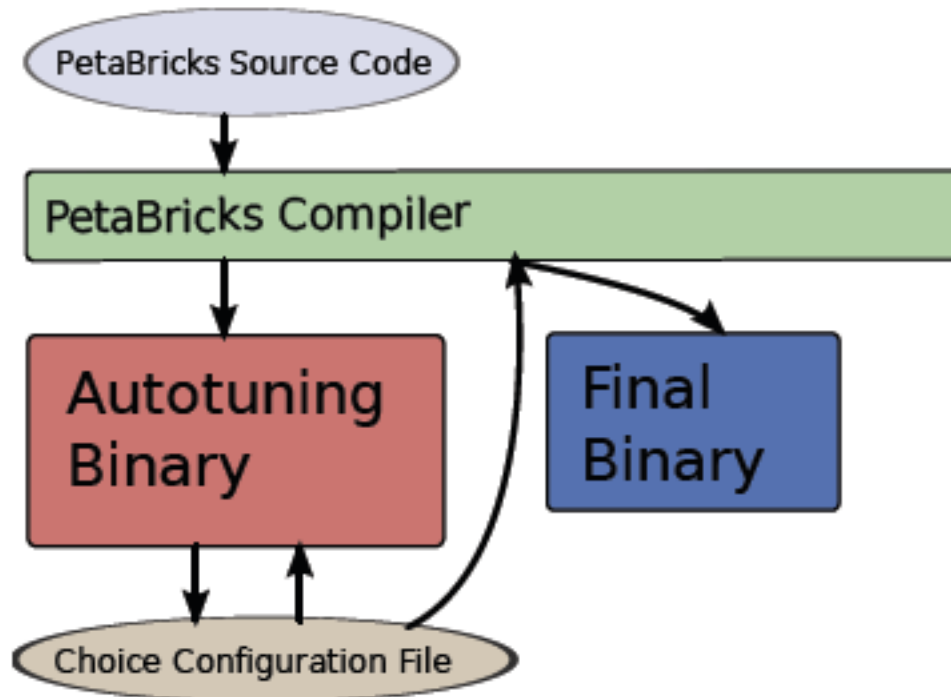 PetaBricks Source Code
PetaBricks Compiler
Autotuning
Binary
Final
Binary
Choice Configuration File